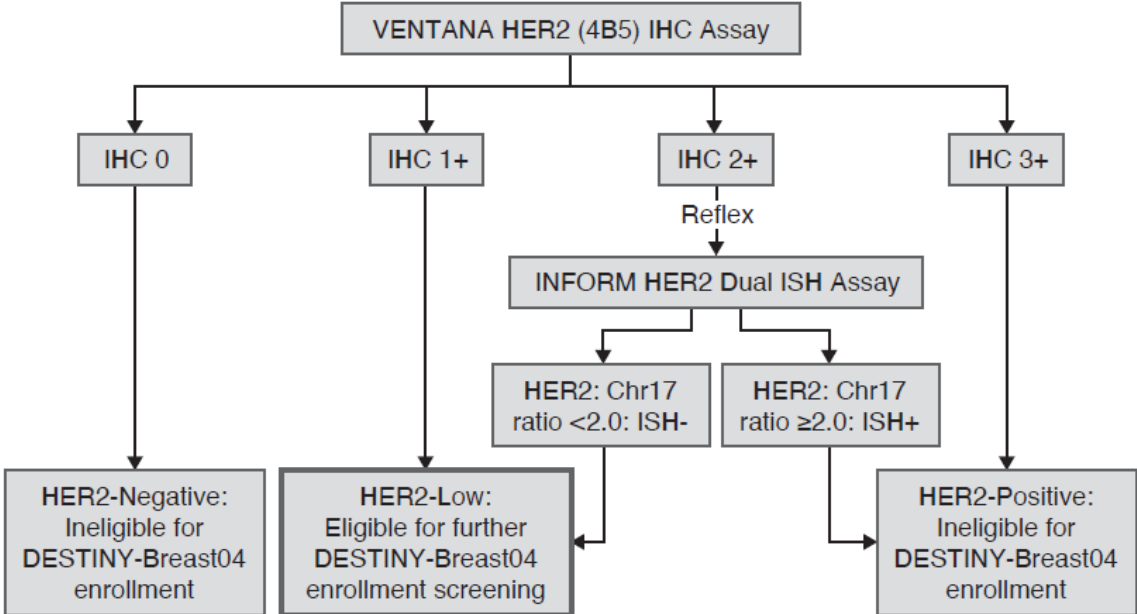 VENTANA HER2 (4B5) IHC Assay
IHC 0
IHC 1+
IHC 2+
IHC 3+
Reflex
INFORM HER2 Dual ISH Assay
HER2: Chr17
ratio <2.0: ISH-
HER2: Chr17
ratio ≥2.0: ISH+
HER2-Negative:
Ineligible for
DESTINY-Breast04
enrollment
HER2-Low:
Eligible for further
DESTINY-Breast04
enrollment screening
HER2-Positive:
Ineligible for
DESTINY-Breast04
enrollment